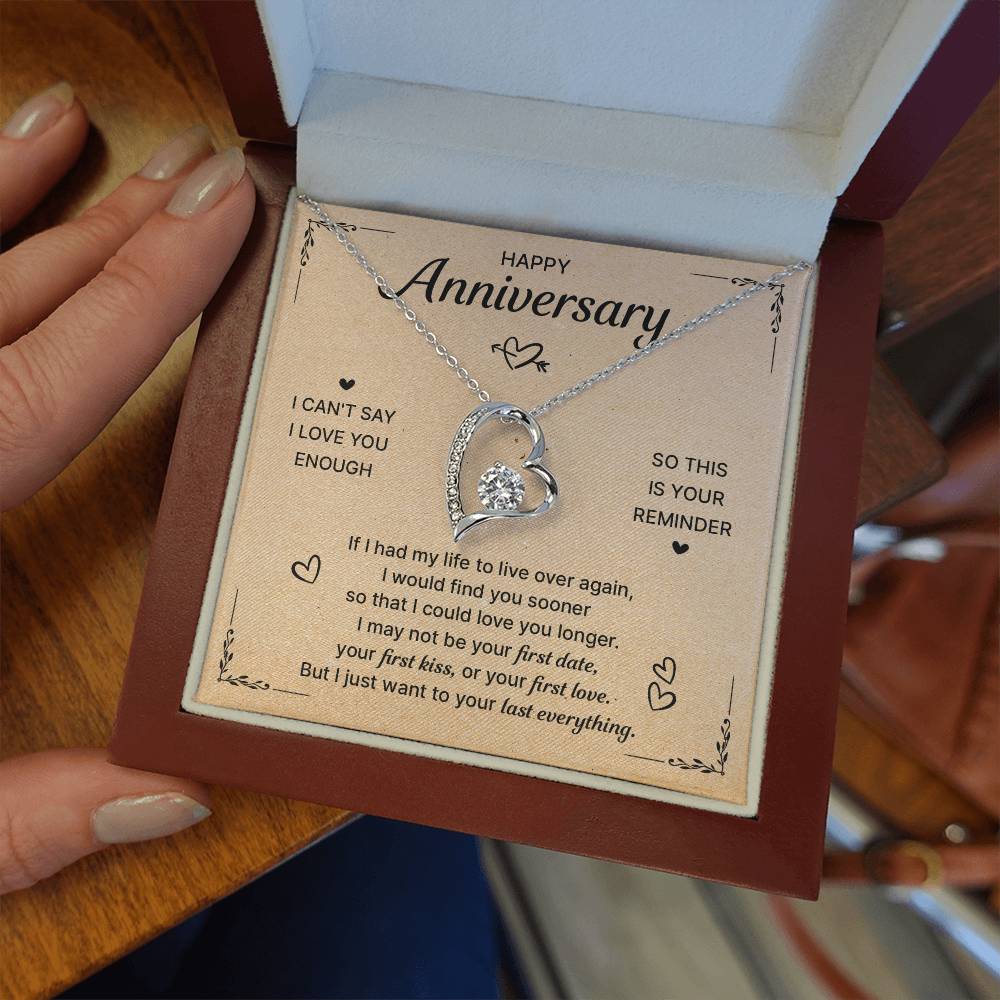 HAPPY
Anniversary
I CAN'T SAY
I LOVE YOU
ENOUGH
SO THIS
IS YOUR
REMINDER
If I had my life to live over again,
I would find you sooner
so that I could love you longer.
I may not be your first date,
your first kiss, or your first love.
But I just want to your last everything.